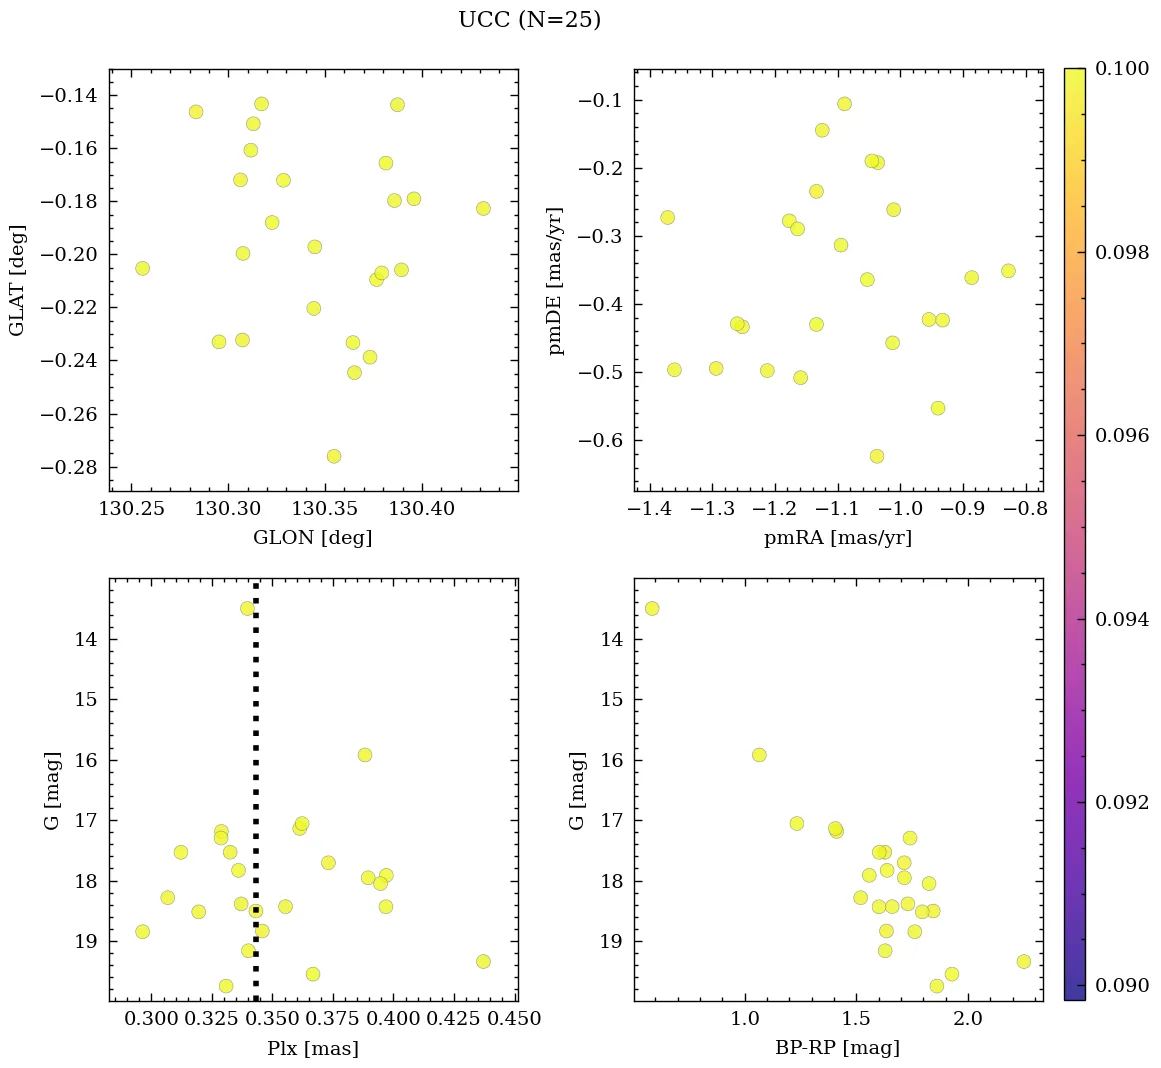 UCC (N=25)
−0.14
−0.16
−0.18
−0.20
−0.22
−0.24
−0.26
−0.28
GLAT [deg]
130.25 130.30 130.35 130.40
GLON [deg]
−0.1
−0.2
−0.3
−0.4
−0.5
−0.6
pmDE [mas/yr]
−1.4 −1.3 −1.2 −1.1 −1.0 −0.9 −0.8
pmRA [mas/yr]
14
15
16
17
18
19
G [mag]
0.300 0.325 0.350 0.375 0.400 0.425 0.450
Plx [mas]
G [mag]
14
15
16
17
18
19
1.0 1.5 2.0
BP-RP [mag]
0.100
0.098
0.096
0.094
0.092
0.090